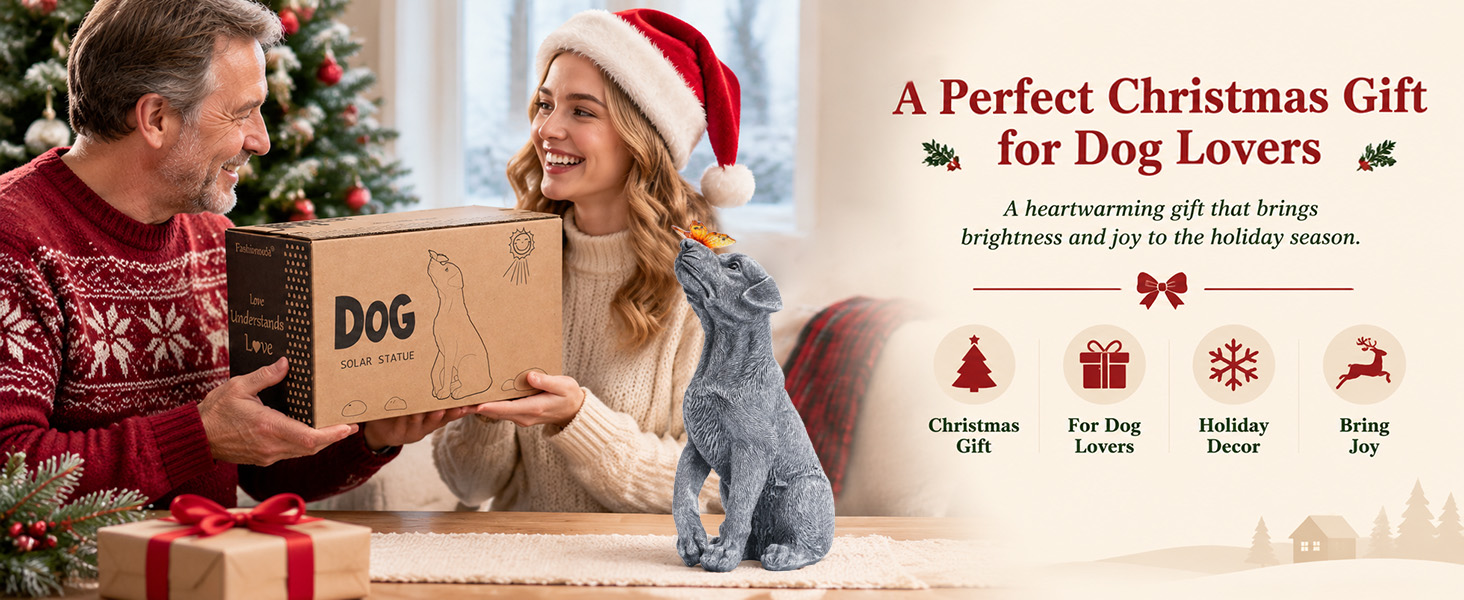 Fashionoda®
Love
Understands
Love
DOG
SOLAR STATUE
A Perfect Christmas Gift
for Dog Lovers
A heartwarming gift that brings
brightness and joy to the holiday season.
Christmas
Gift
For Dog
Lovers
Holiday
Decor
Bring
Joy